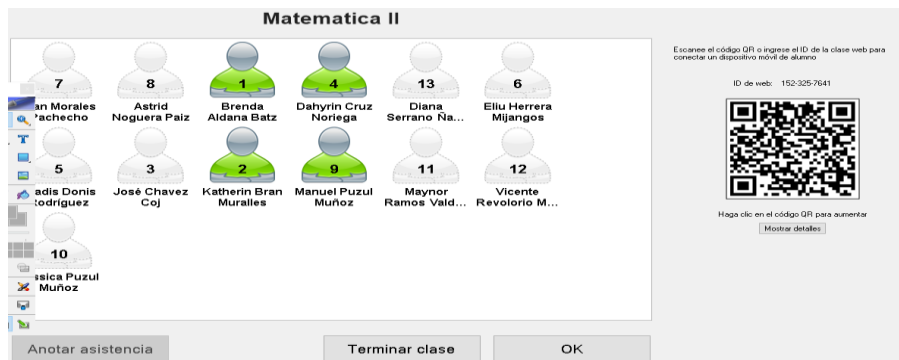 Matematica II
Escanee el código QR o ingrese el ID de la clase web para
conectar un dispositivo móvil de alumno
ID de web: 152-325-7641
7 8 1 4 13 6
an Morales Astrid Brenda Dahyrin Cruz Diana Eliu Herrera
Pachecho Noguera Paiz Aldana Batz Noriega Serrano Ña... Mijangos
5 3 2 9 11 12
adis Donis José Chavez Katherin Bran Manuel Puzul Maynor Vicente
Rodríguez Coj Muralles Muñoz Ramos Vald... Revolorio M...
10
ssica Puzul
Muñoz
Haga clic en el código QR para aumentar
Mostrar detalles
Anotar asistencia Terminar clase OK